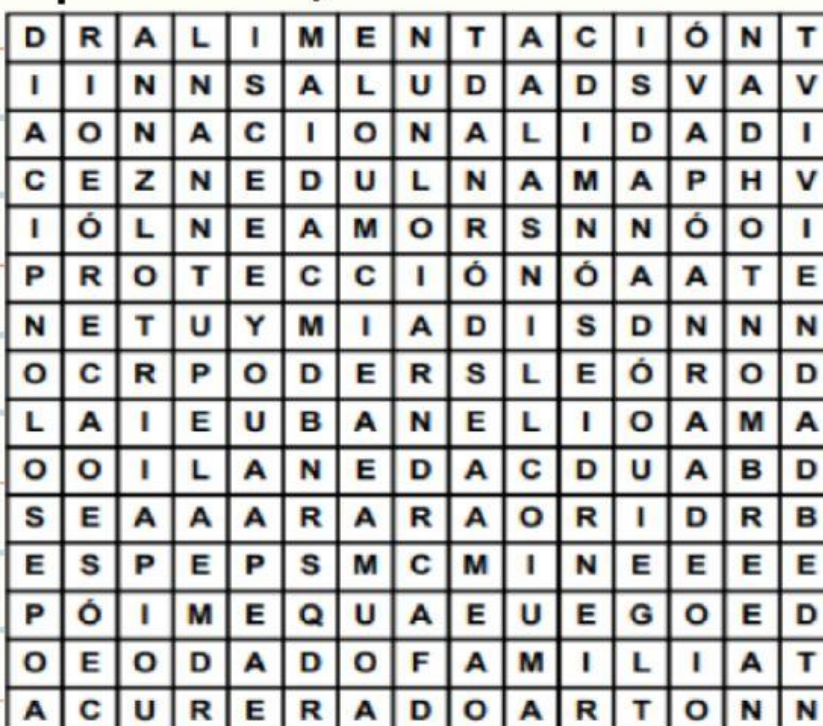 D R A L I M E N T A C I Ó N T
I I N N S A L U D A D S V A V
A O N A C I O N A L I D A D I
C E Z N E D U L N A M A P H V
I Ó L N E A M O R S N N Ó O I
P R O T E C C I Ó N Ó A A T E
N E T U Y M I A D I S D N N N
O C R P O D E R S L E Ó R O D
L A I E U B A N E L I O A M A
O O I L A N E D A C D U A B D
S E A A A R A R A O R I D R B
E S P E P S M C M I N E E E E
P Ó I M E Q U A E U E G O E D
O E O D A D O F A M I L I A T
A C U R E R A D O A R T O N N